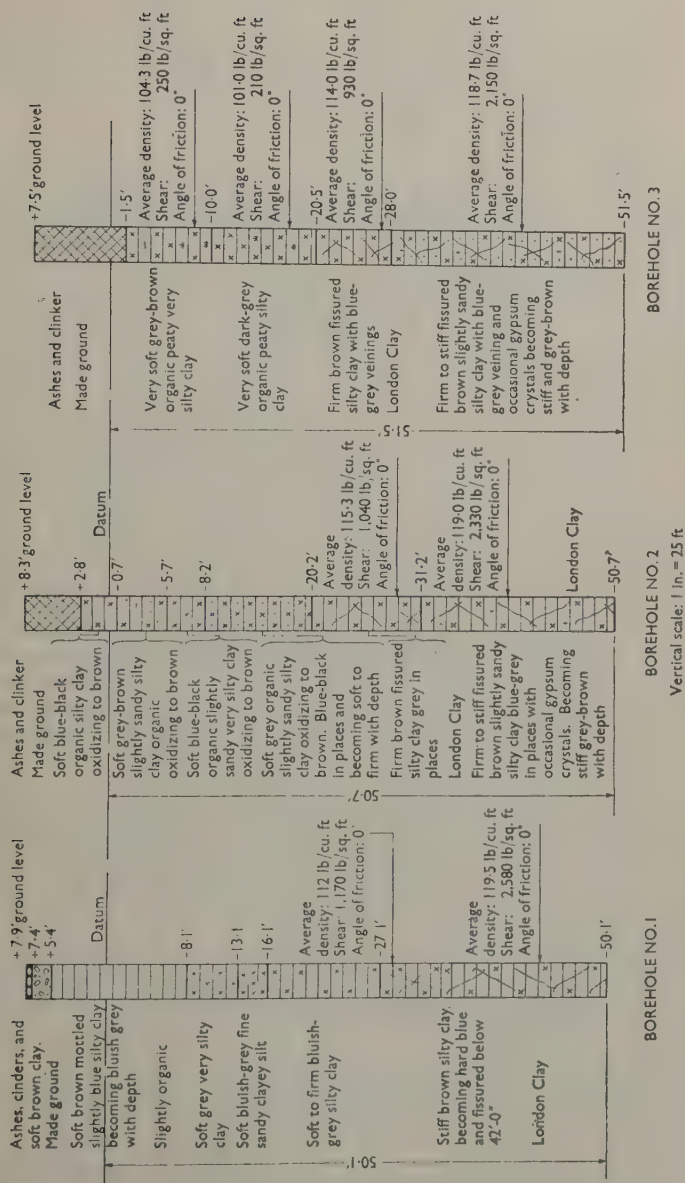 Ashes, cinders, and
soft brown clay.
Made ground
Soft brown mottled
slightly blue silty clay
becoming bluish grey
with depth
Slightly organic
Soft grey very silty
clay
Soft bluish-grey fine
sandy clayey silt
Soft to firm bluish-
grey silty clay
Stiff brown silty clay.
becoming hard blue
and fissured below
42'-0"
London Clay
50·1'
+7·9' ground level
+7·4'
+5·4'
Datum
-8·1'
-13·1
-16·1'
Average
density: 112 lb/cu. ft
Shear 1,170 lb/sq. ft
Angle of friction: 0°
-27 1'
Average
density: 119·5 lb/cu. ft
Shear: 2,580 lb/sq. ft
Angle of friction: 0°
-50·1'
BOREHOLE NO. 1
Ashes and clinker
Made ground
Soft blue-black
organic silty clay
oxidizing to brown
Soft grey-brown
slightly sandy silty
clay organic
oxidizing to brown
Soft blue-black
organic slightly
sandy very silty clay
oxidizing to brown
Soft grey organic
slightly sandy silty
clay oxidizing to
brown. Blue-black
in places and
becoming soft to
firm with depth
Firm brown fissured
silty clay grey in
places
London Clay
Firm to stiff fissured
brown slightly sandy
silty clay blue-grey
in places with
occasional gypsum
crystals. Becoming
stiff grey-brown
with depth
50·7'
+8·3' ground level
+2·8'
Datum
-0·7'
-5·7'
-8·2'
-20·2'
Average
density: 115·3 lb/cu. ft
Shear: 1,040 lb/sq. ft
Angle of friction: 0°
-31·2'
Average
density: 119·0 lb/cu. ft
Shear: 2,330 lb/sq. ft
Angle of friction: 0°
London Clay
-50·7'
BOREHOLE NO. 2
Vertical scale: 1 in. = 25 ft
Ashes and clinker
Made ground
Very soft grey-brown
organic peaty very
silty clay
Very soft dark-grey
organic peaty silty
clay
Firm brown fissured
silty clay with blue-
grey veinings
London Clay
Firm to stiff fissured
brown slightly sandy
silty clay with blue-
grey veining and
occasional gypsum
crystals becoming
stiff and grey-brown
with depth
51·5'
+7·5' ground level
-1·5'
Average density: 104·3 lb/cu. ft
Shear: 250 lb/sq. ft
Angle of friction: 0°
-10·0'
Average density: 101·0 lb/cu. ft
Shear: 210 lb/sq. ft
Angle of friction: 0°
-20·5'
Average density: 114·0 lb/cu. ft
Shear: 930 lb/sq. ft
Angle of friction: 0°
-28·0'
Average density: 118·7 lb/cu. ft
Shear: 2,150 lb/sq. ft
Angle of friction: 0°
-51·5'
BOREHOLE NO. 3